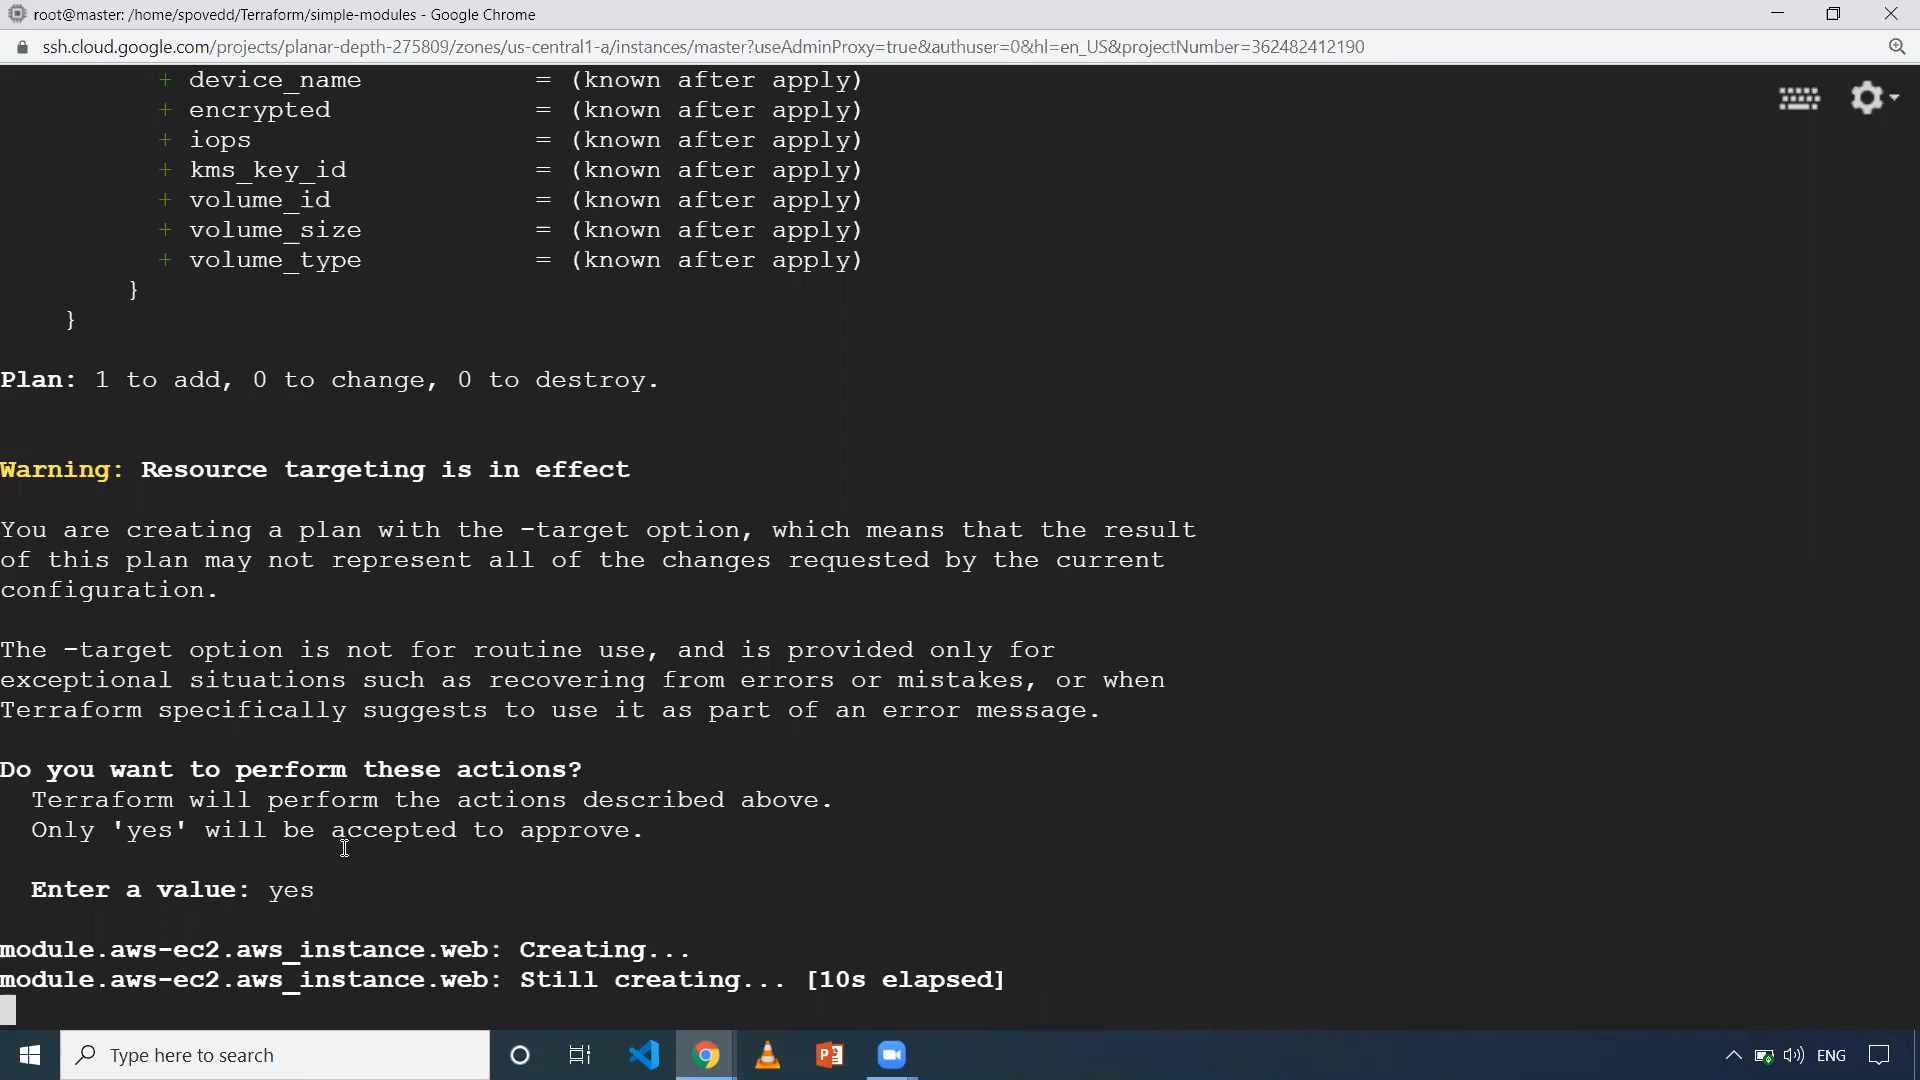 root@master: /home/spovedd/Terraform/simple-modules - Google Chrome
ssh.cloud.google.com/projects/planar-depth-275809/zones/us-central1-a/instances/master?useAdminProxy=true&authuser=0&hl=en_US&projectNumber=362482412190
+ device_name = (known after apply)
+ encrypted = (known after apply)
+ iops = (known after apply)
+ kms_key_id = (known after apply)
+ volume_id = (known after apply)
+ volume_size = (known after apply)
+ volume_type = (known after apply)
}
}
Plan: 1 to add, 0 to change, 0 to destroy.
Warning: Resource targeting is in effect
You are creating a plan with the -target option, which means that the result
of this plan may not represent all of the changes requested by the current
configuration.
The -target option is not for routine use, and is provided only for
exceptional situations such as recovering from errors or mistakes, or when
Terraform specifically suggests to use it as part of an error message.
Do you want to perform these actions?
Terraform will perform the actions described above.
Only 'yes' will be accepted to approve.
Enter a value: yes
module.aws-ec2.aws_instance.web: Creating...
module.aws-ec2.aws_instance.web: Still creating... [10s elapsed]
Type here to search
ENG